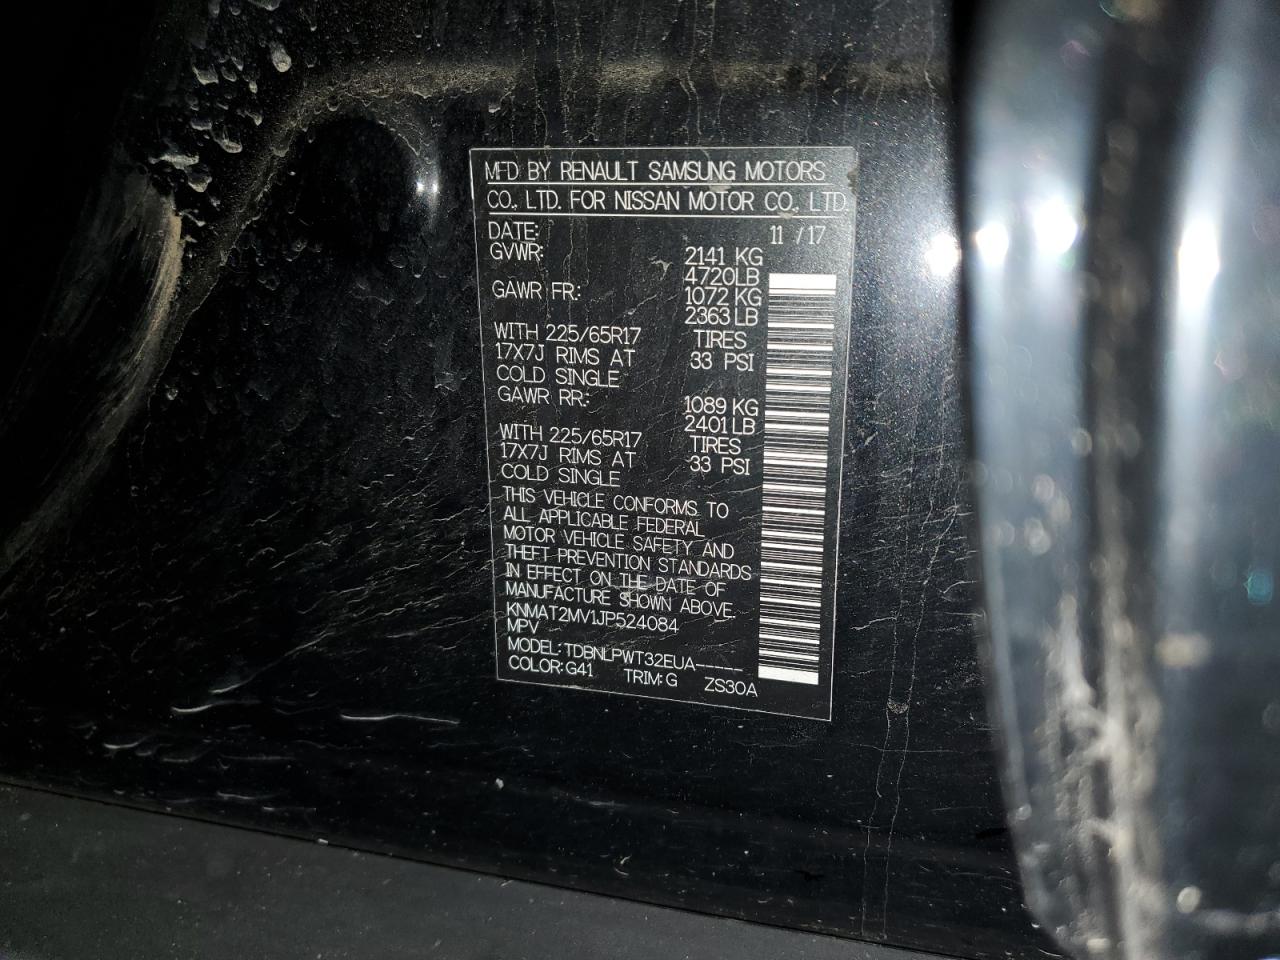 MFD BY RENAULT SAMSUNG MOTORS
CO., LTD. FOR NISSAN MOTOR CO., LTD.
DATE: 11 /17
GVWR: 2141 KG
4720LB
GAWR FR: 1072 KG
2363 LB
WITH 225/65R17 TIRES
17X7J RIMS AT 33 PSI
COLD SINGLE
GAWR RR: 1089 KG
2401 LB
WITH 225/65R17 TIRES
17X7J RIMS AT 33 PSI
COLD SINGLE
THIS VEHICLE CONFORMS TO
ALL APPLICABLE FEDERAL
MOTOR VEHICLE SAFETY AND
THEFT PREVENTION STANDARDS
IN EFFECT ON THE DATE OF
MANUFACTURE SHOWN ABOVE.
KNMAT2MV1JP524084
MPV
MODEL: TDBNLPWT32EUA-----
COLOR: G41 TRIM: G ZS30A